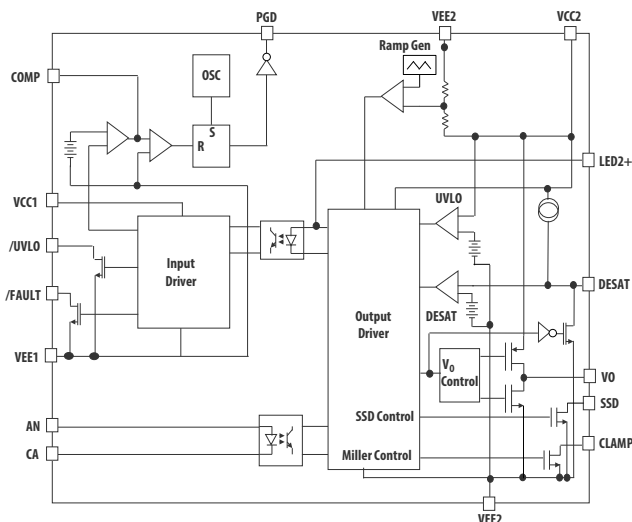 PGD
VEE2
VCC2
Ramp Gen
COMP
OSC
S
R
LED2+
VCC1
UVLO
/UVLO
Input
Driver
/FAULT
DESAT
DESAT
Output
Driver
VEE1
V0
Control
VO
SSD
AN
SSD Control
CLAMP
CA
Miller Control
VEE2